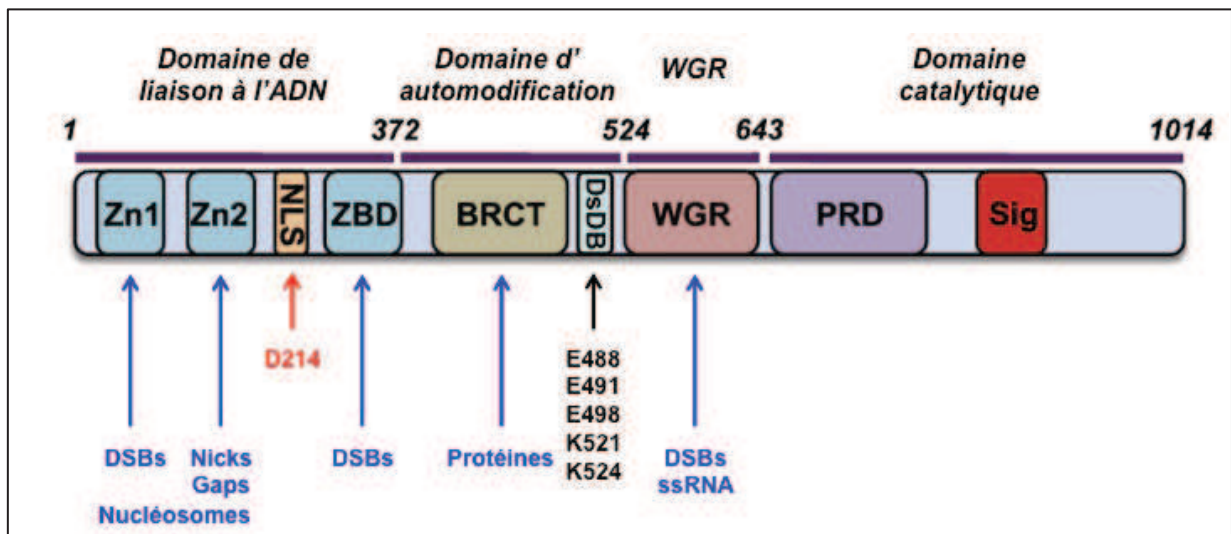 Domaine de
liaison à l'ADN
Domaine d'
automodification
WGR
Domaine
catalytique
1
372
524
643
1014
Zn1
Zn2
NLS
ZBD
BRCT
DsDB
WGR
PRD
Sig
D214
E488
E491
E498
K521
K524
DSBs
Nicks
Gaps
Nucléosomes
DSBs
Protéines
DSBs
ssRNA